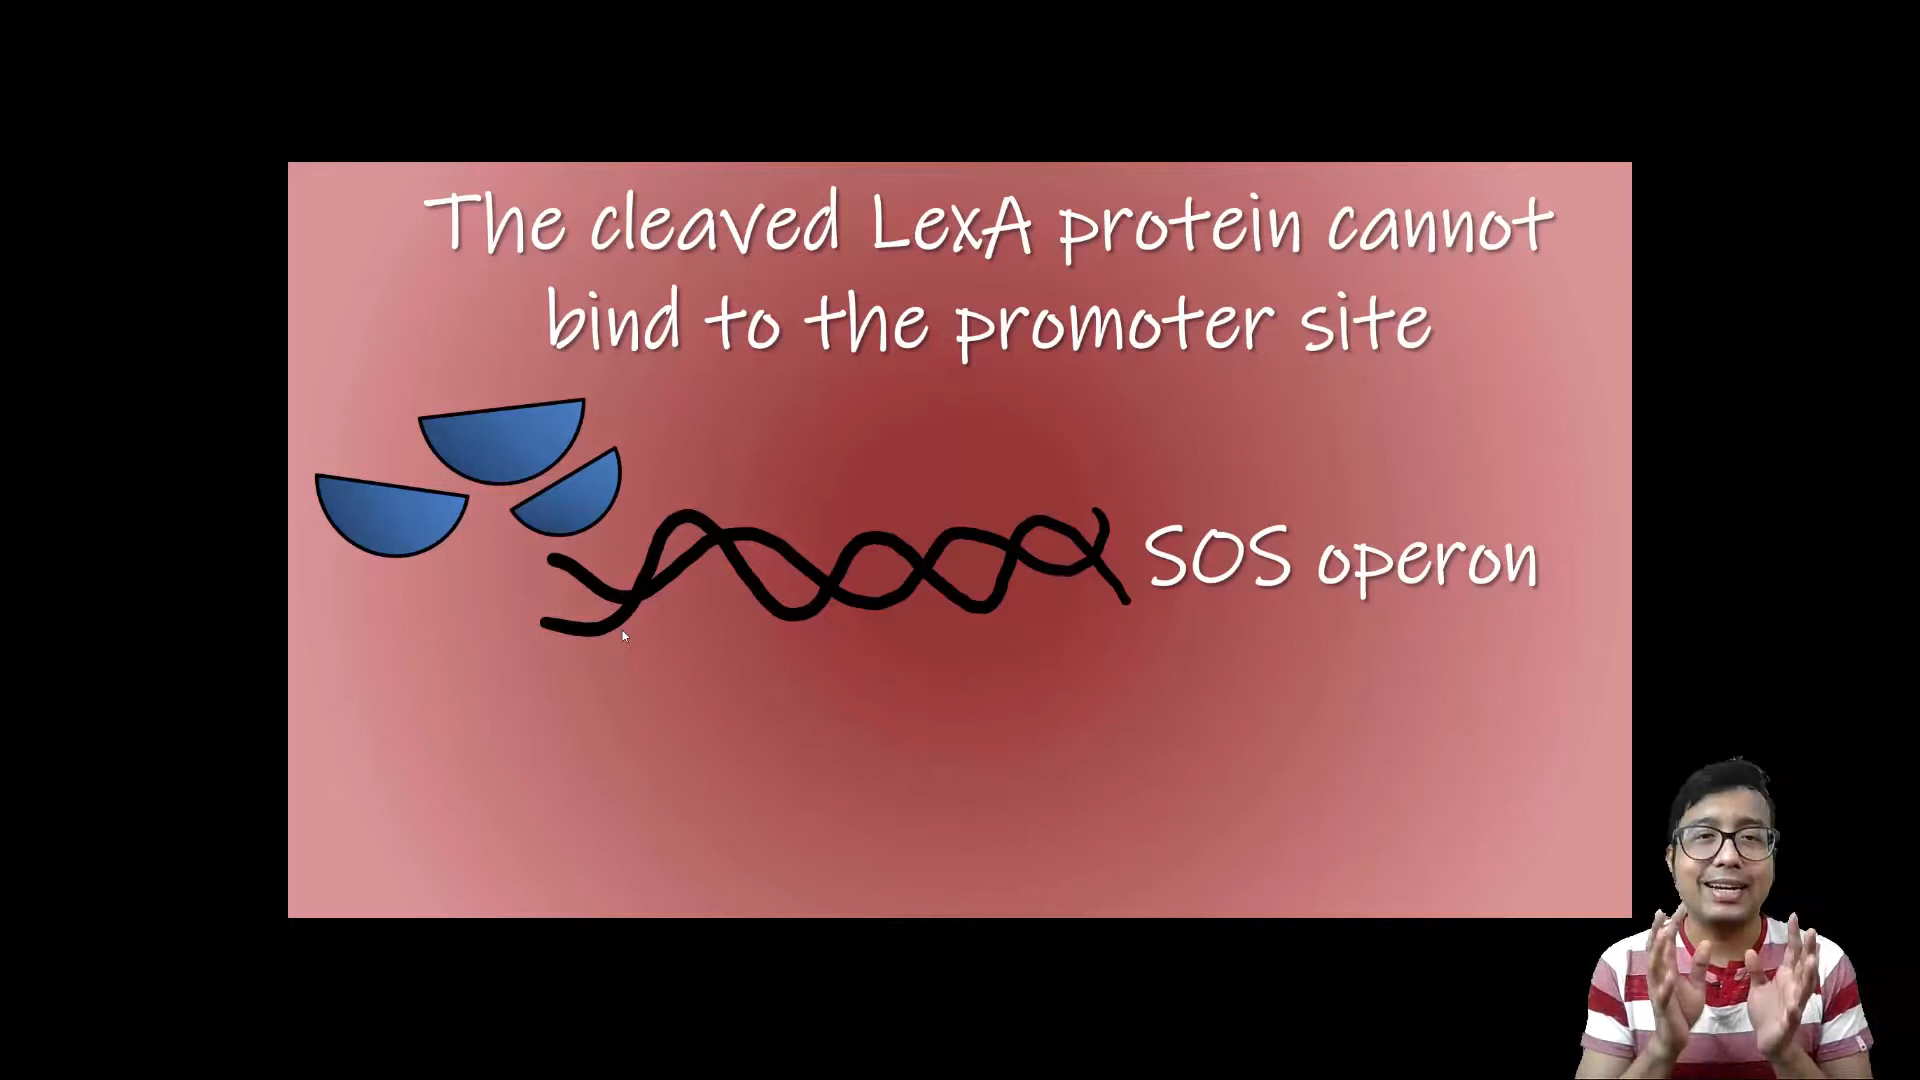 The cleaved LexA protein cannot
bind to the promoter site
SOS operon